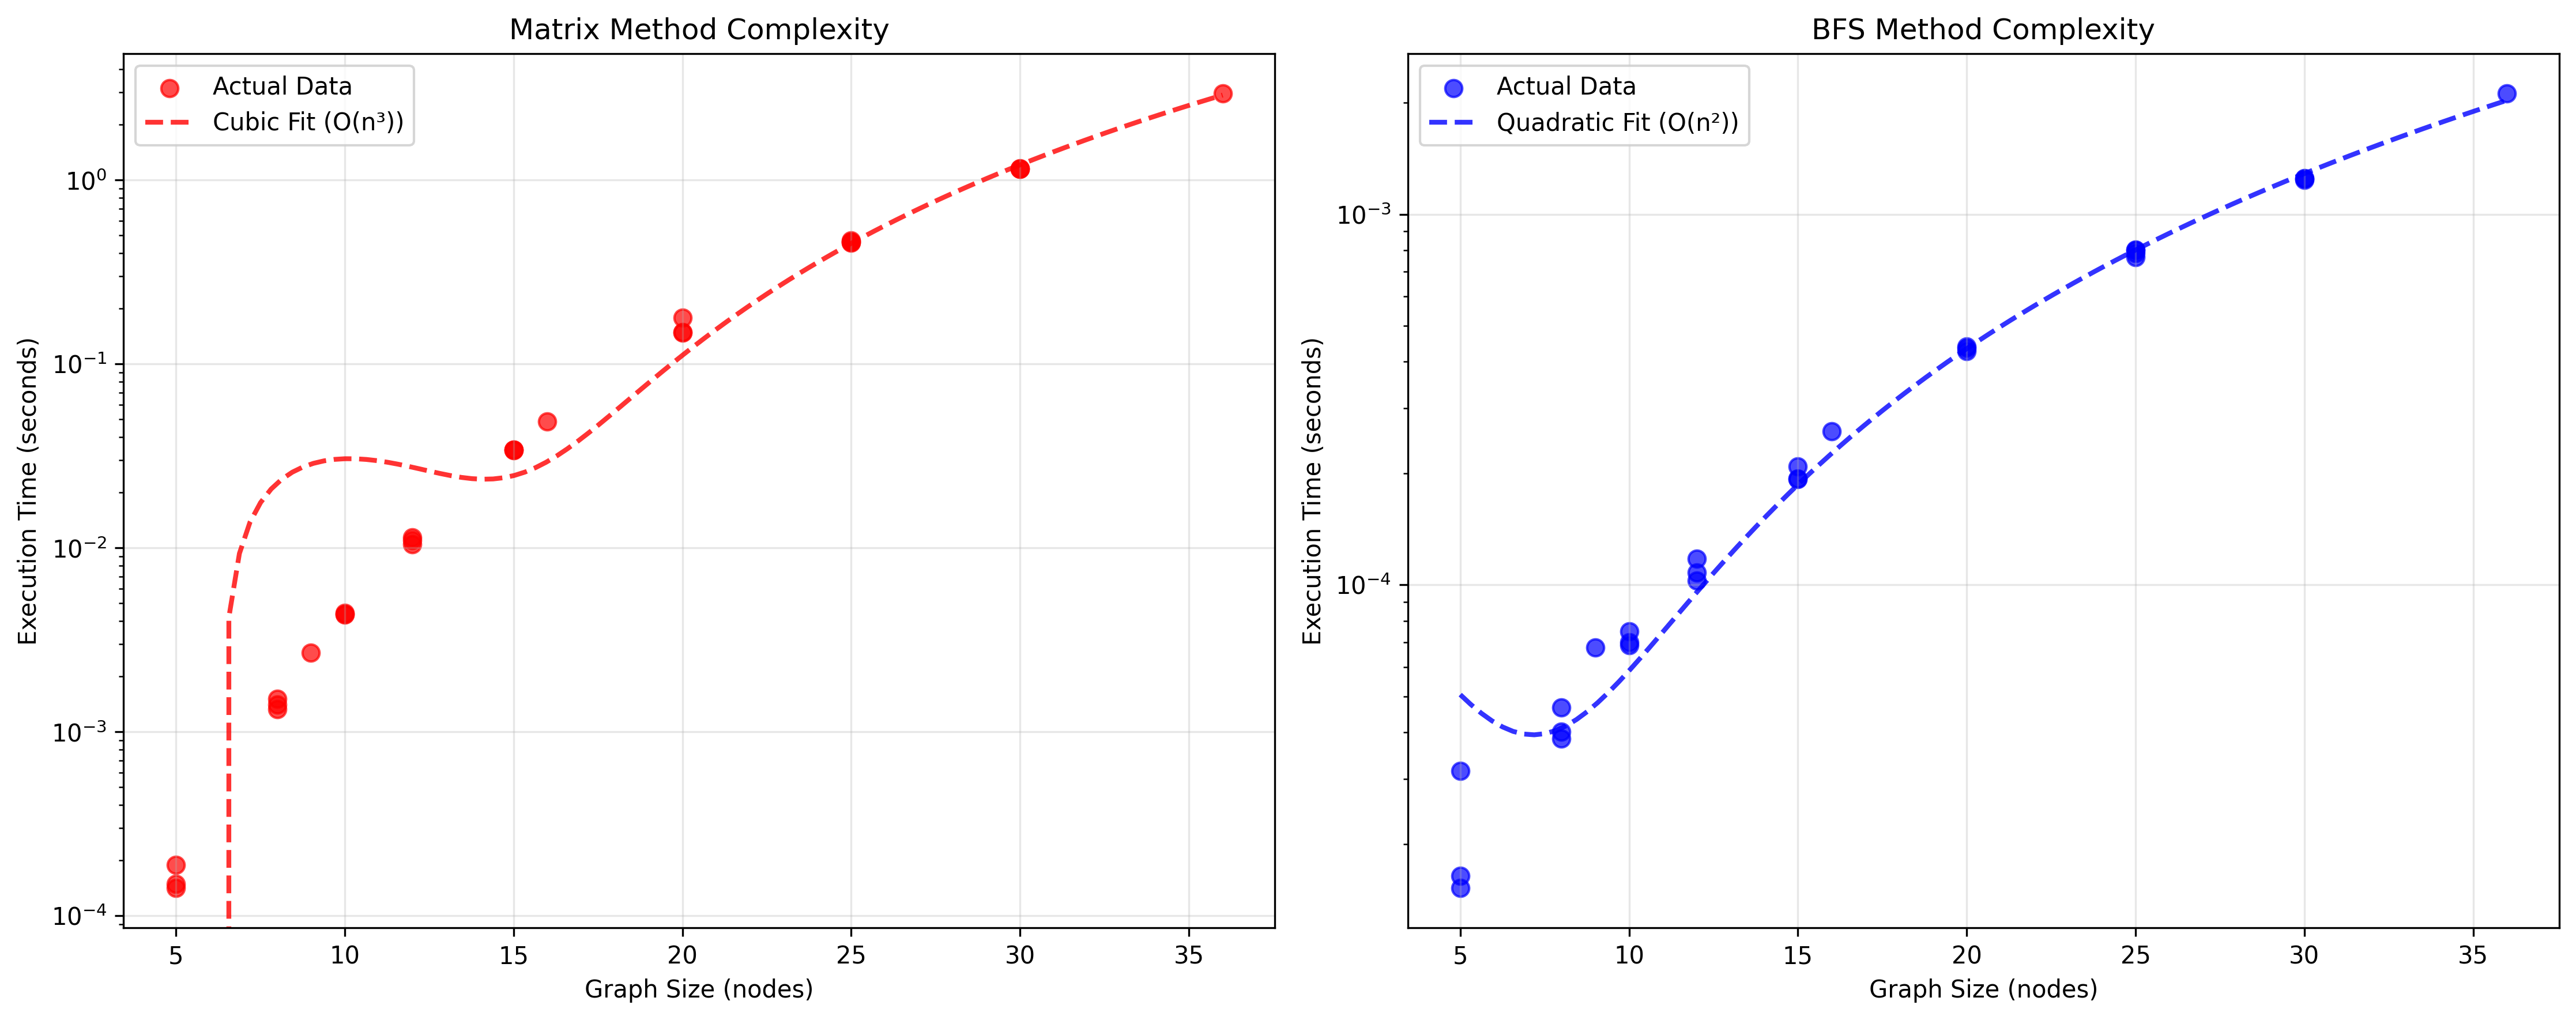 Matrix Method Complexity
Actual Data
Cubic Fit (O(n³))
Execution Time (seconds)
10⁰
10⁻¹
10⁻²
10⁻³
10⁻⁴
5 10 15 20 25 30 35
Graph Size (nodes)
BFS Method Complexity
Actual Data
Quadratic Fit (O(n²))
Execution Time (seconds)
10⁻³
10⁻⁴
5 10 15 20 25 30 35
Graph Size (nodes)